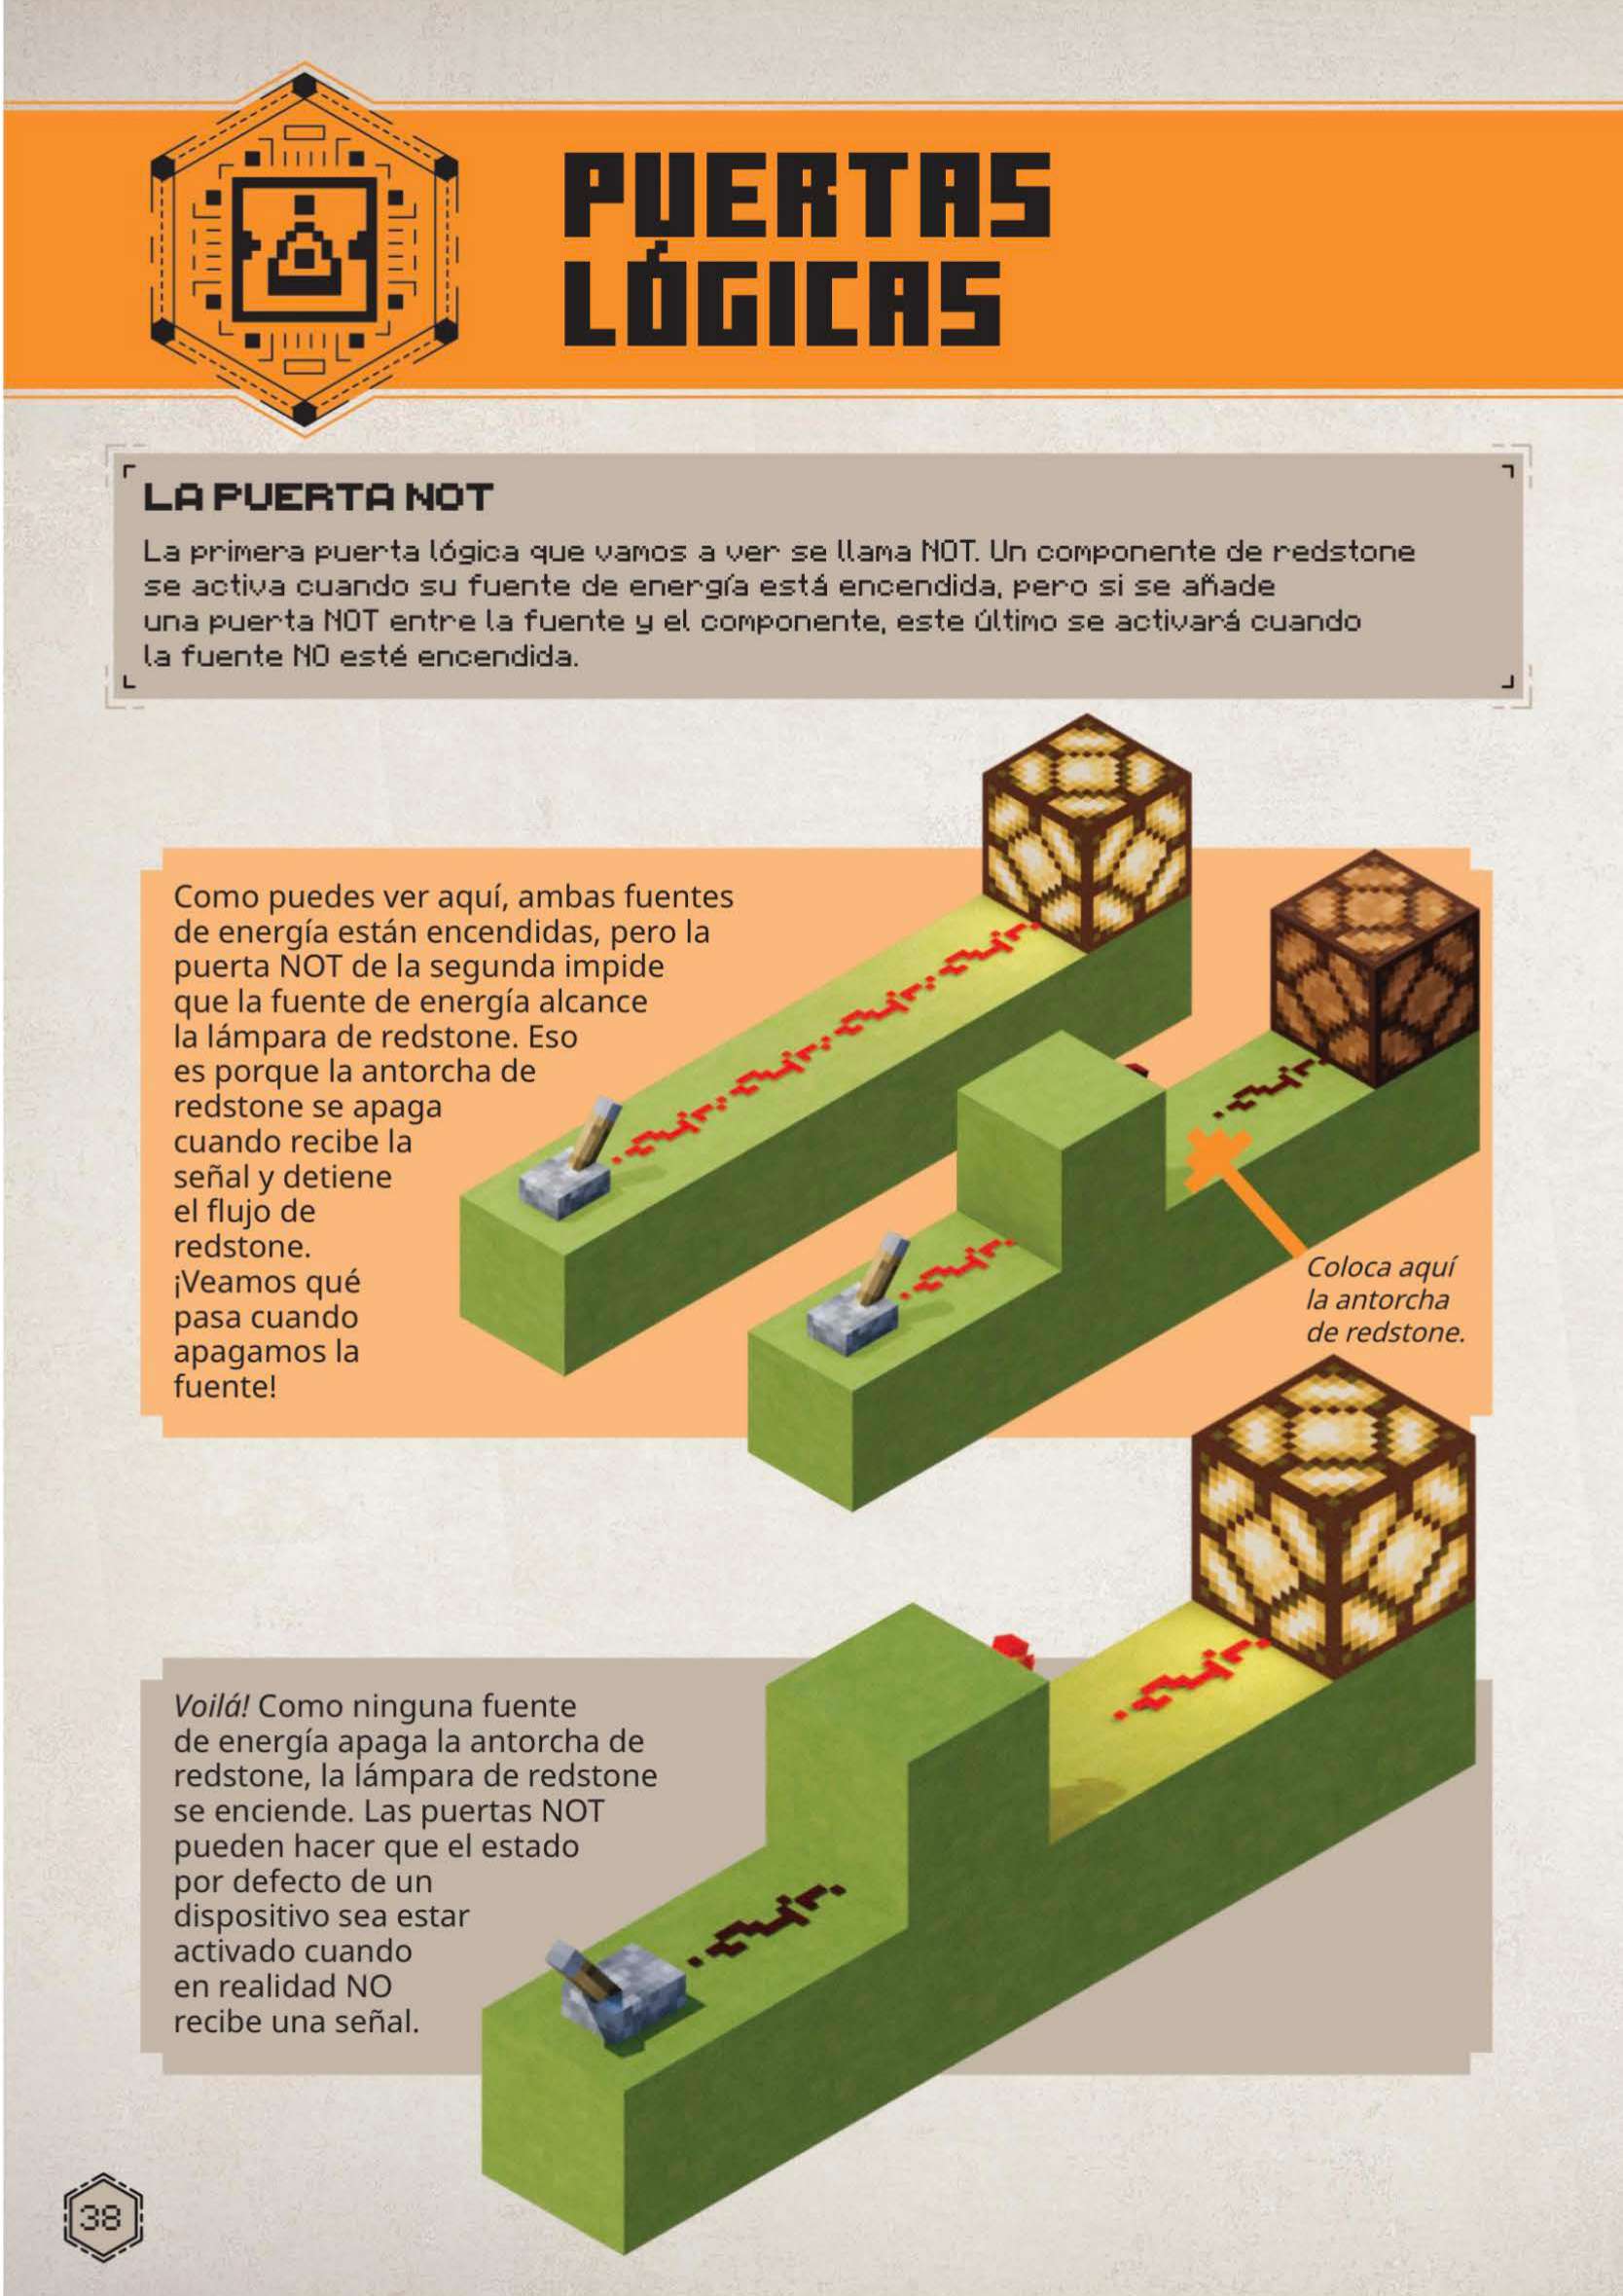 PUERTAS
LÓGICAS
LA PUERTA NOT
La primera puerta lógica que vamos a ver se llama NOT. Un componente de redstone
se activa cuando su fuente de energía está encendida, pero si se añade
una puerta NOT entre la fuente y el componente, este último se activará cuando
la fuente NO esté encendida.
Como puedes ver aquí, ambas fuentes
de energía están encendidas, pero la
puerta NOT de la segunda impide
que la fuente de energía alcance
la lámpara de redstone. Eso
es porque la antorcha de
redstone se apaga
cuando recibe la
señal y detiene
el flujo de
redstone.
¡Veamos qué
pasa cuando
apagamos la
fuente!
Coloca aquí
la antorcha
de redstone.
Voilá! Como ninguna fuente
de energía apaga la antorcha de
redstone, la lámpara de redstone
se enciende. Las puertas NOT
pueden hacer que el estado
por defecto de un
dispositivo sea estar
activado cuando
en realidad NO
recibe una señal.
38